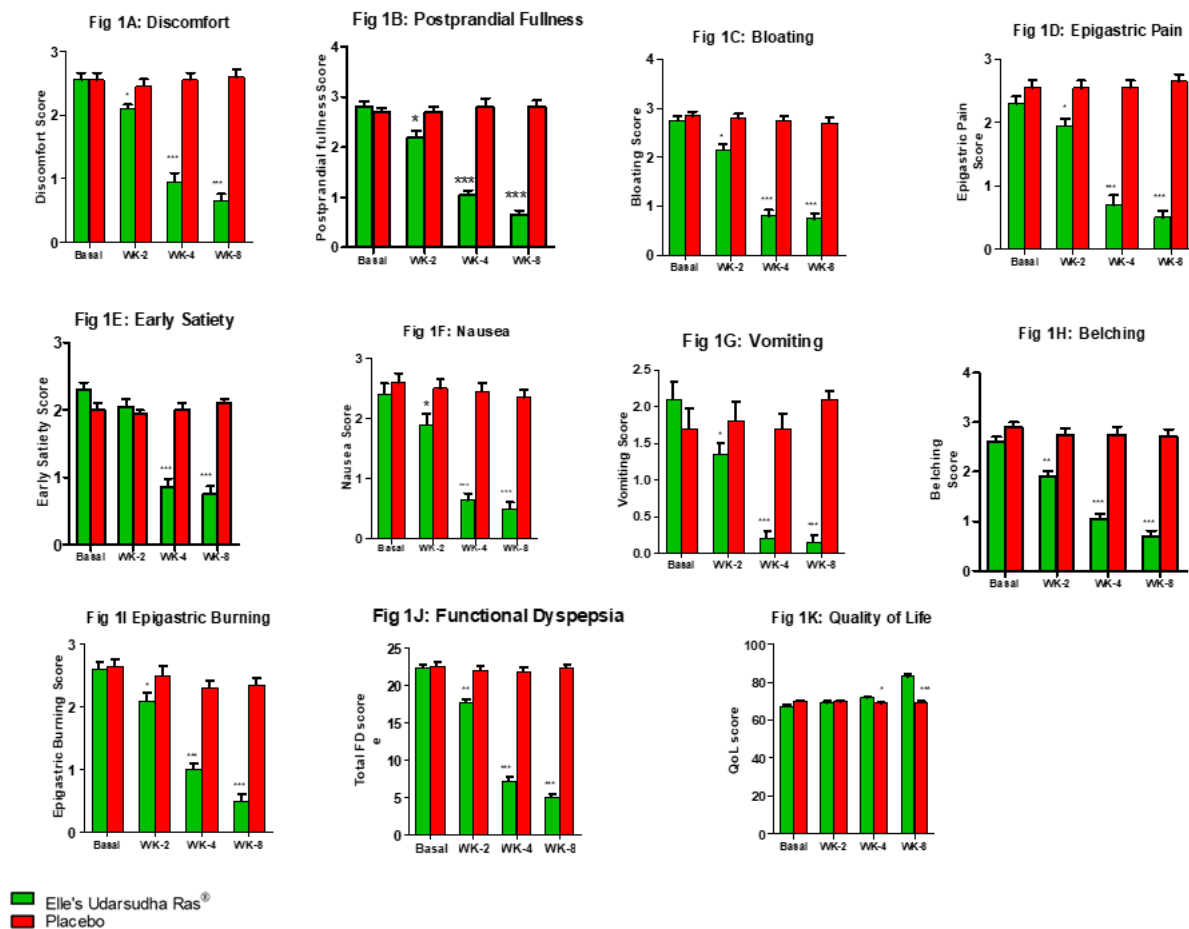 Fig 1A: Discomfort
Discomfort Score
3
2
1
0
*
***
***
Basal WK-2 WK-4 WK-8
Fig 1B: Postprandial Fullness
Postprandial fullness Score
4
3
2
1
0
*
***
***
Basal WK-2 WK-4 WK-8
Fig 1C: Bloating
Bloating Score
4
3
2
1
0
*
***
***
Basal WK-2 WK-4 WK-8
Fig 1D: Epigastric Pain
Epigastric Pain
Score
3
2
1
0
*
***
***
Basal WK-2 WK-4 WK-8
Fig 1E: Early Satiety
Early Satiety Score
3
2
1
0
***
***
Basal WK-2 WK-4 WK-8
Fig 1F: Nausea
Nausea Score
3
2
1
0
*
***
***
Basal WK-2 WK-4 WK-8
Fig 1G: Vomiting
Vomiting Score
2.5
2.0
1.5
1.0
0.5
0.0
*
***
***
Basal WK-2 WK-4 WK-8
Fig 1H: Belching
Belching
Score
4
3
2
1
0
**
***
***
Basal WK-2 WK-4 WK-8
Fig 1I Epigastric Burning
Epigastric Burning Score
3
2
1
0
*
***
***
Basal WK-2 WK-4 WK-8
Fig 1J: Functional Dyspepsia
Total FD score
e
25
20
15
10
5
0
**
***
***
Basal WK-2 WK-4 WK-8
Fig 1K: Quality of Life
QoL score
100
80
60
40
20
0
*
***
Basal WK-2 WK-4 WK-8
Elle's Udarsudha Ras®
Placebo